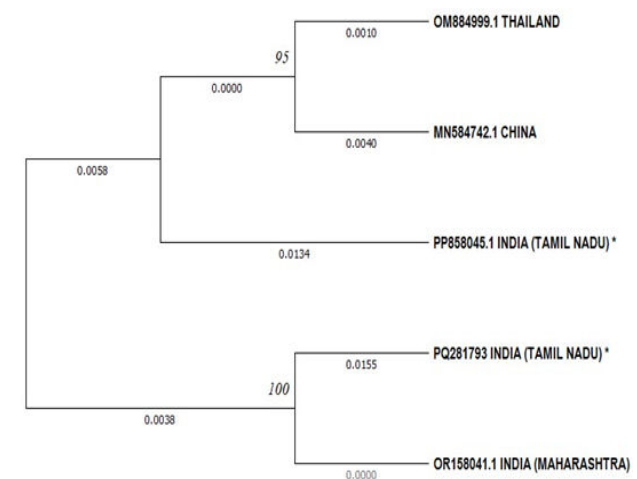 OM884999.1 THAILAND
0.0010
95
0.0000
MN584742.1 CHINA
0.0040
0.0058
PP858045.1 INDIA (TAMIL NADU) *
0.0134
PQ281793 INDIA (TAMIL NADU) *
0.0155
100
0.0038
OR158041.1 INDIA (MAHARASHTRA)
0.0000